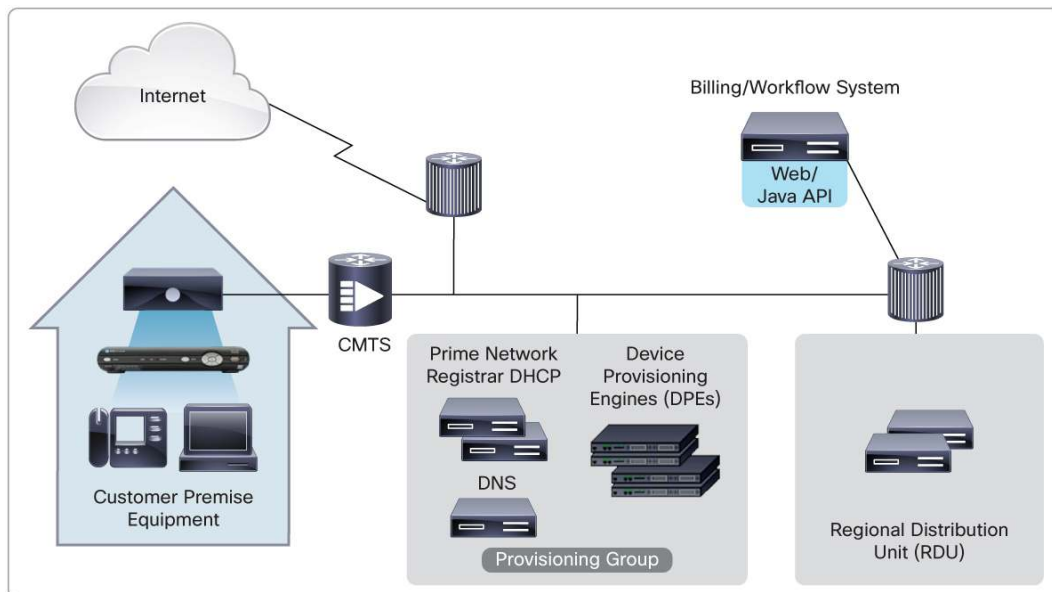 Internet
Billing/Workflow System
Web/
Java API
CMTS
Prime Network
Registrar DHCP
Device
Provisioning
Engines (DPEs)
DNS
Customer Premise
Equipment
Provisioning Group
Regional Distribution
Unit (RDU)